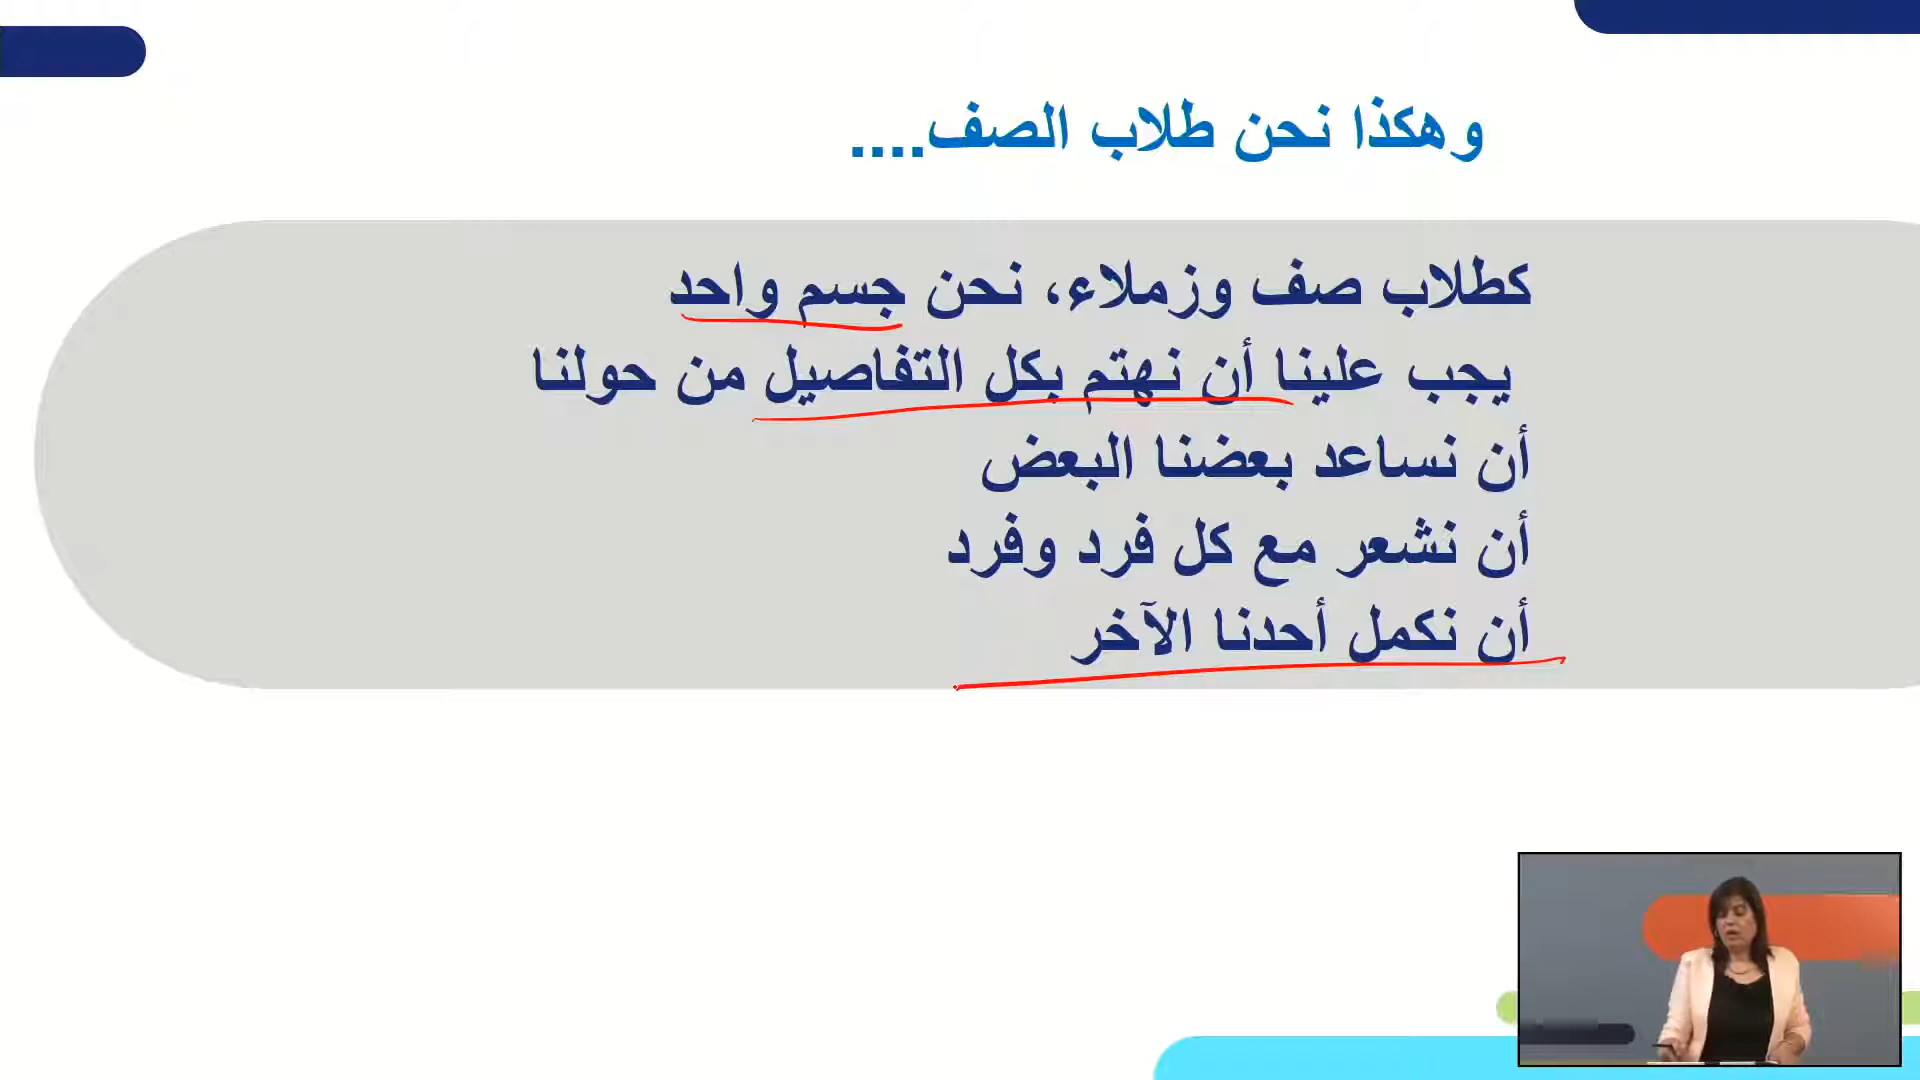 وهكذا نحن طلاب الصف....
كطلاب صف وزملاء، نحن جسم واحد
يجب علينا أن نهتم بكل التفاصيل من حولنا
أن نساعد بعضنا البعض
أن نشعر مع كل فرد وفرد
أن نكمل أحدنا الآخر